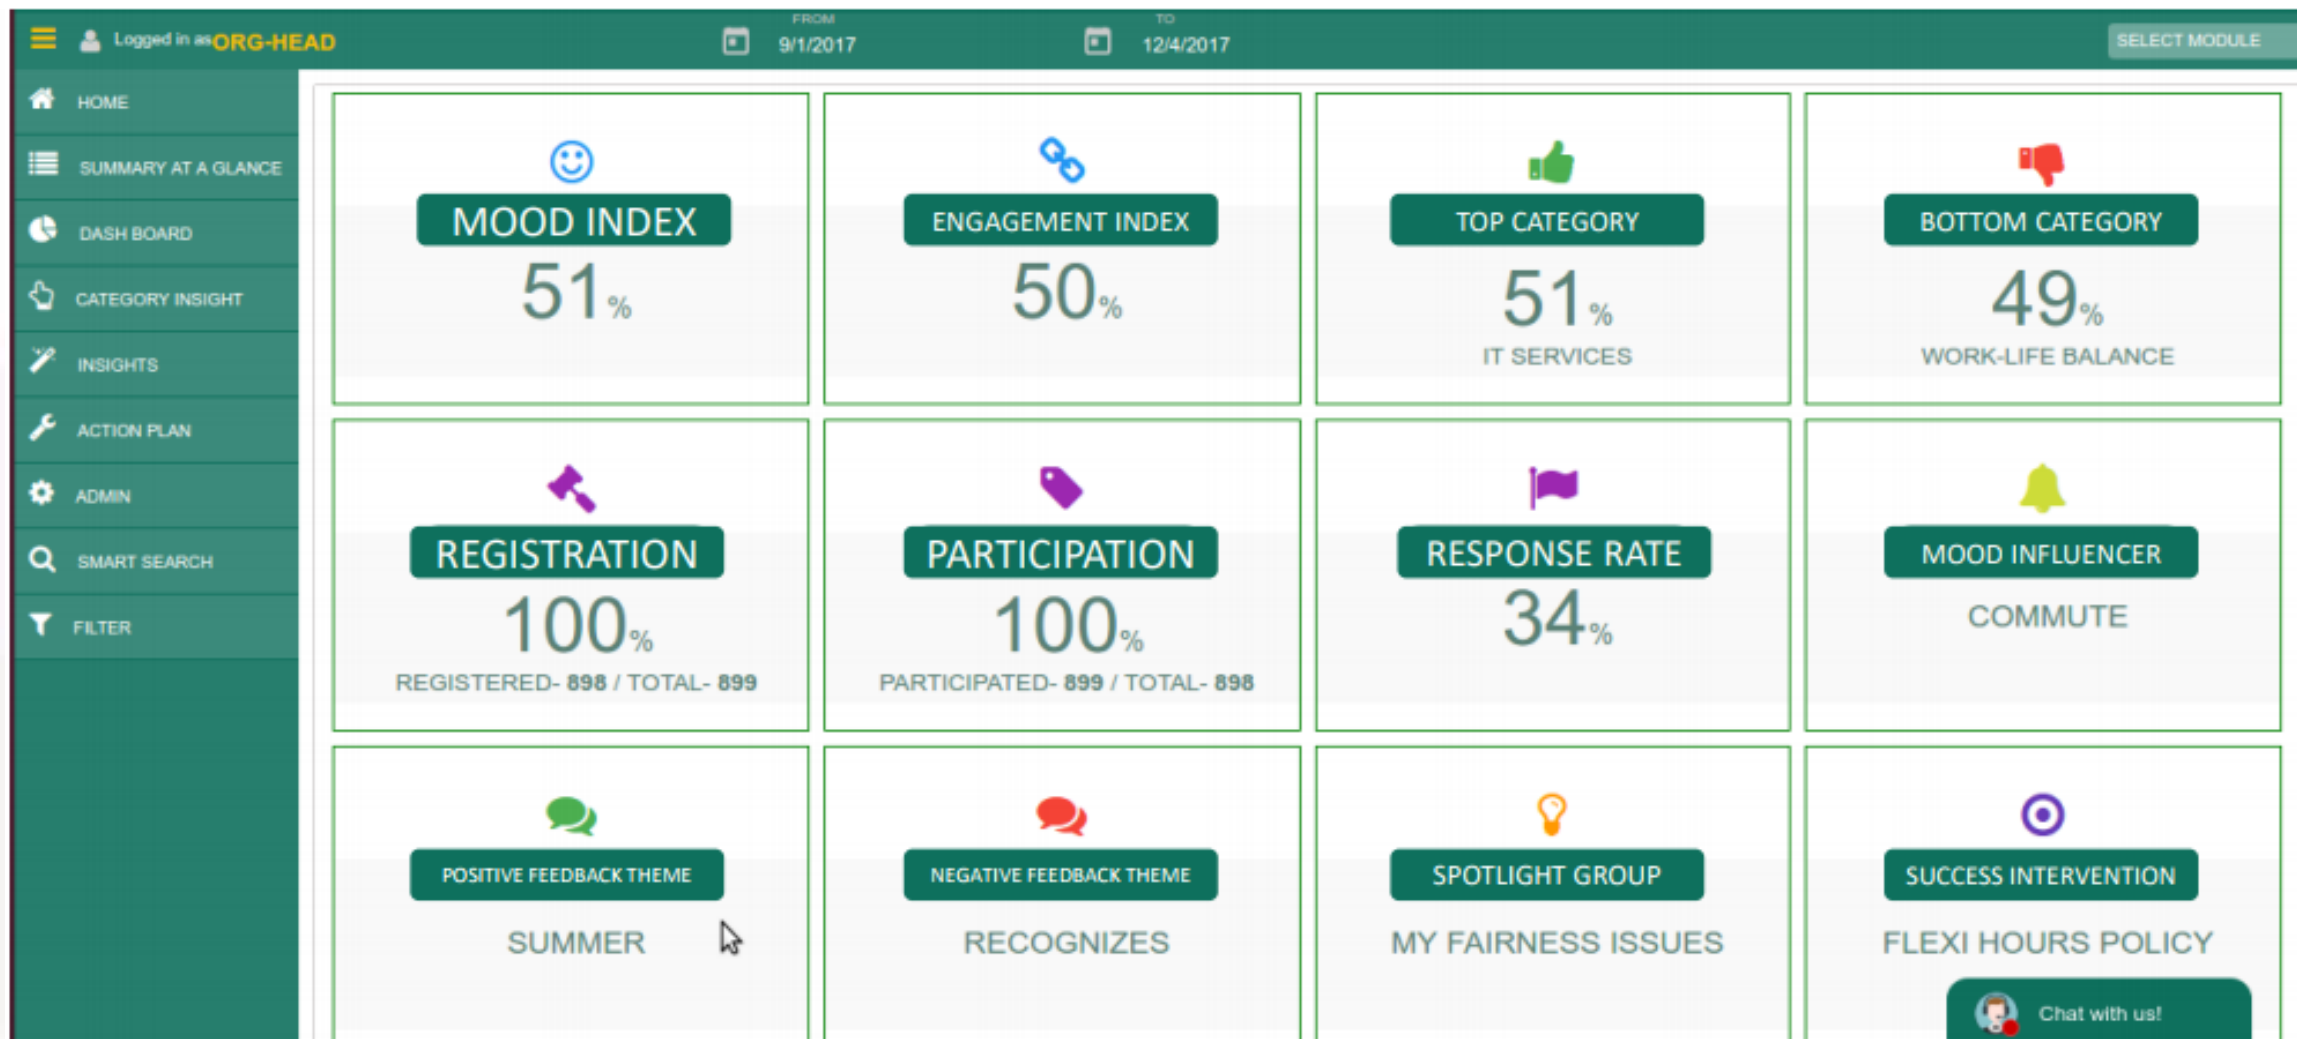 Logged in as ORG-HEAD
FROM
9/1/2017
TO
12/4/2017
SELECT MODULE
HOME
SUMMARY AT A GLANCE
DASH BOARD
CATEGORY INSIGHT
INSIGHTS
ACTION PLAN
ADMIN
SMART SEARCH
FILTER
MOOD INDEX
51%
ENGAGEMENT INDEX
50%
TOP CATEGORY
51%
IT SERVICES
BOTTOM CATEGORY
49%
WORK-LIFE BALANCE
REGISTRATION
100%
REGISTERED- 898 / TOTAL- 899
PARTICIPATION
100%
PARTICIPATED- 899 / TOTAL- 898
RESPONSE RATE
34%
MOOD INFLUENCER
COMMUTE
POSITIVE FEEDBACK THEME
SUMMER
NEGATIVE FEEDBACK THEME
RECOGNIZES
SPOTLIGHT GROUP
MY FAIRNESS ISSUES
SUCCESS INTERVENTION
FLEXI HOURS POLICY
Chat with us!